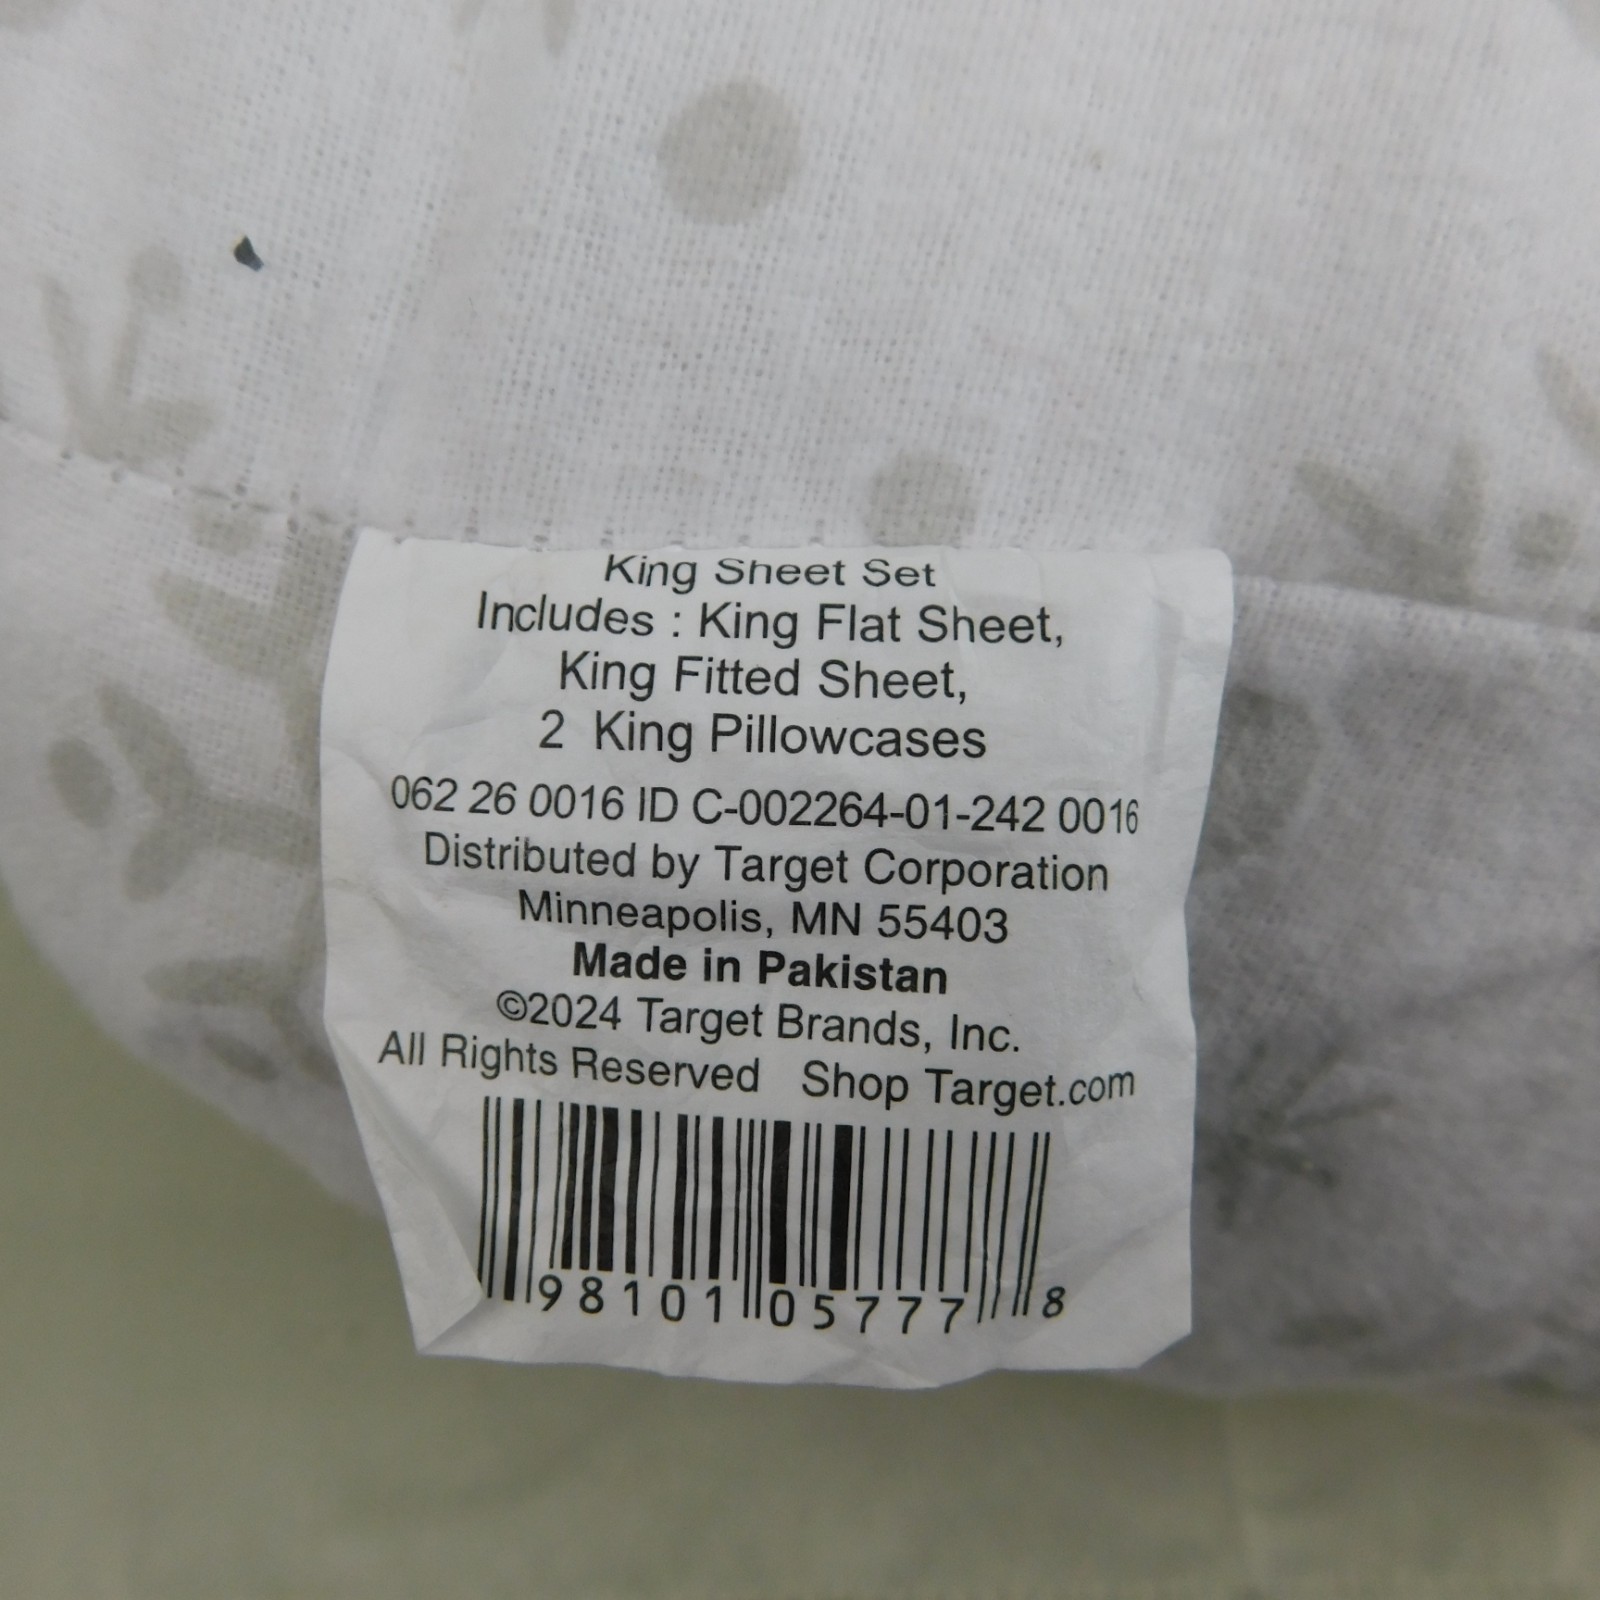 King Sheet Set
Includes : King Flat Sheet,
King Fitted Sheet,
2 King Pillowcases
062 26 0016 ID C-002264-01-242 0016
Distributed by Target Corporation
Minneapolis, MN 55403
Made in Pakistan
©2024 Target Brands, Inc.
All Rights Reserved Shop Target.com
98101 05777 8